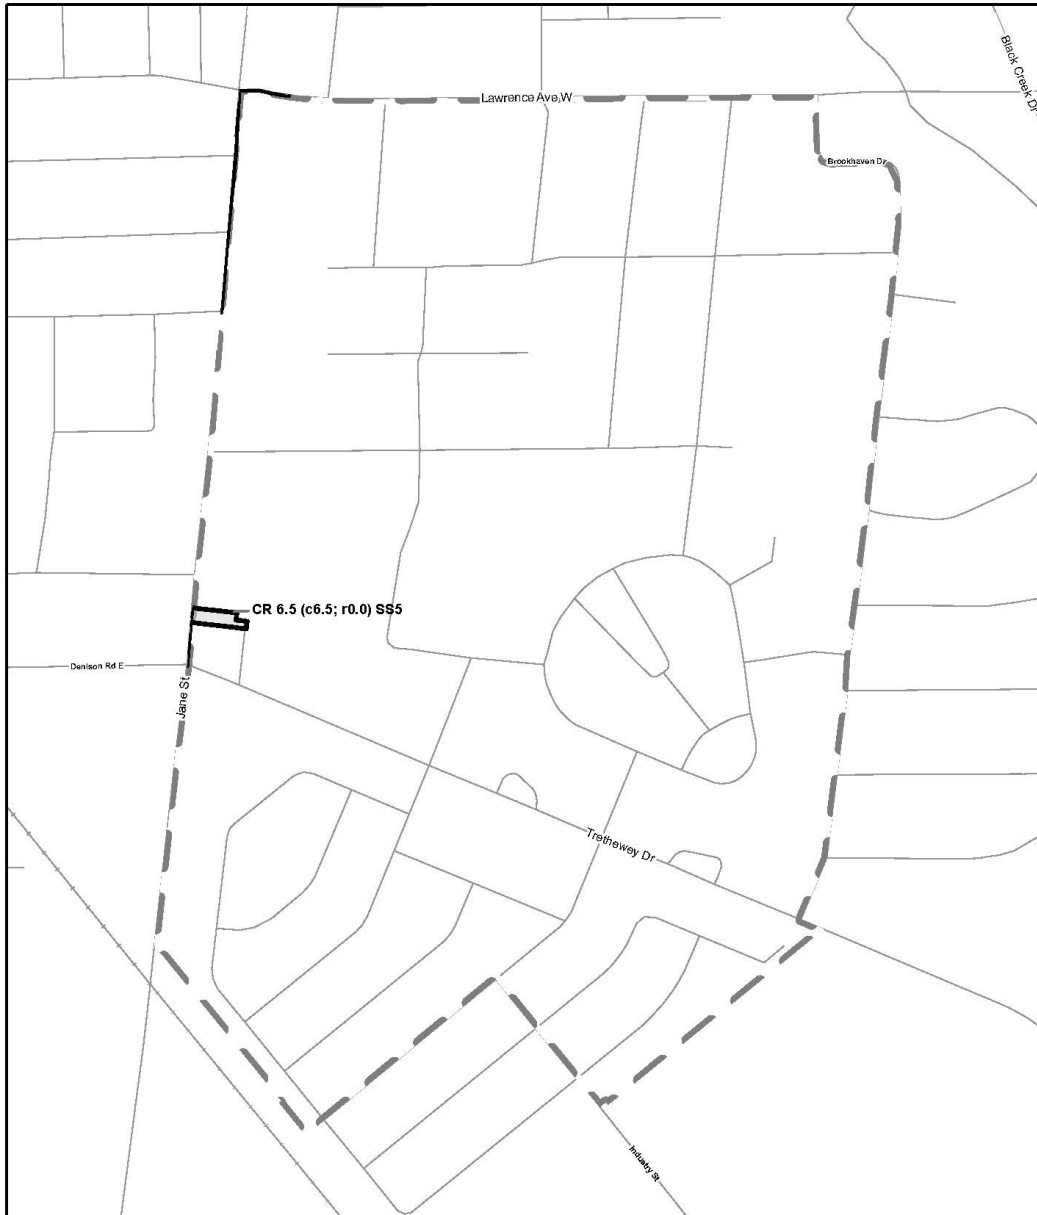 Black Creek Dr
Lawrence Ave W
Brookhaven Dr
CR 6.5 (c6.5; r0.0) SS5
Denison Rd E
Jane St
Trethewey Dr
Industry St